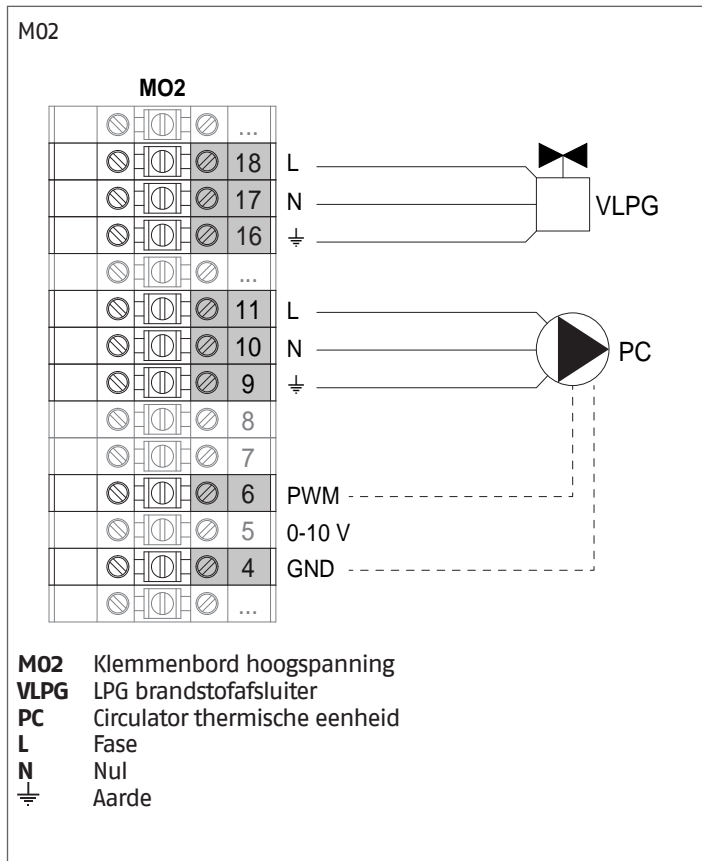 M02
MO2
...
18 L
17 N VLPG
16
...
11 L
10 N PC
9
8
7
6 PWM
5 0-10 V
4 GND
...
M02 Klemmenbord hoogspanning
VLPG LPG brandstofafsluiter
PC Circulator thermische eenheid
L Fase
N Nul
⏚ Aarde